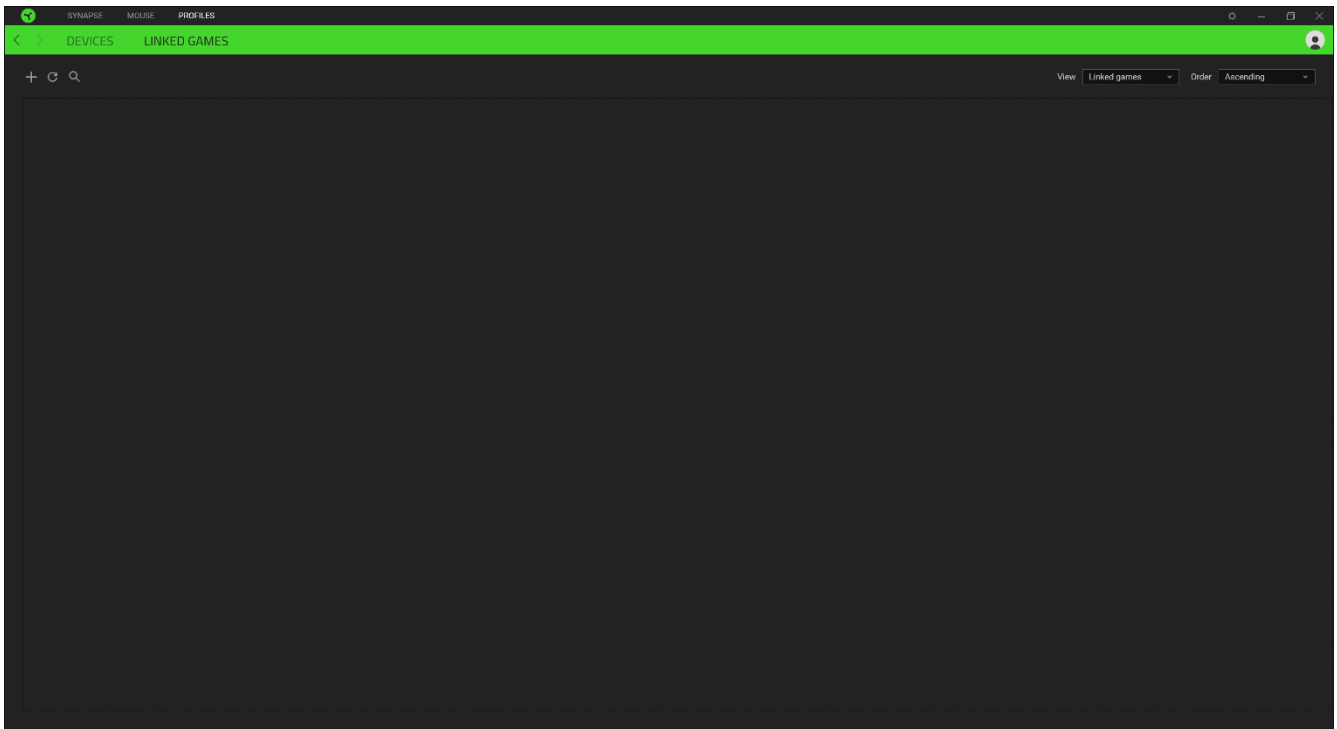 SYNAPSE MOUSE PROFILES
DEVICES LINKED GAMES
View Linked games Order Ascending